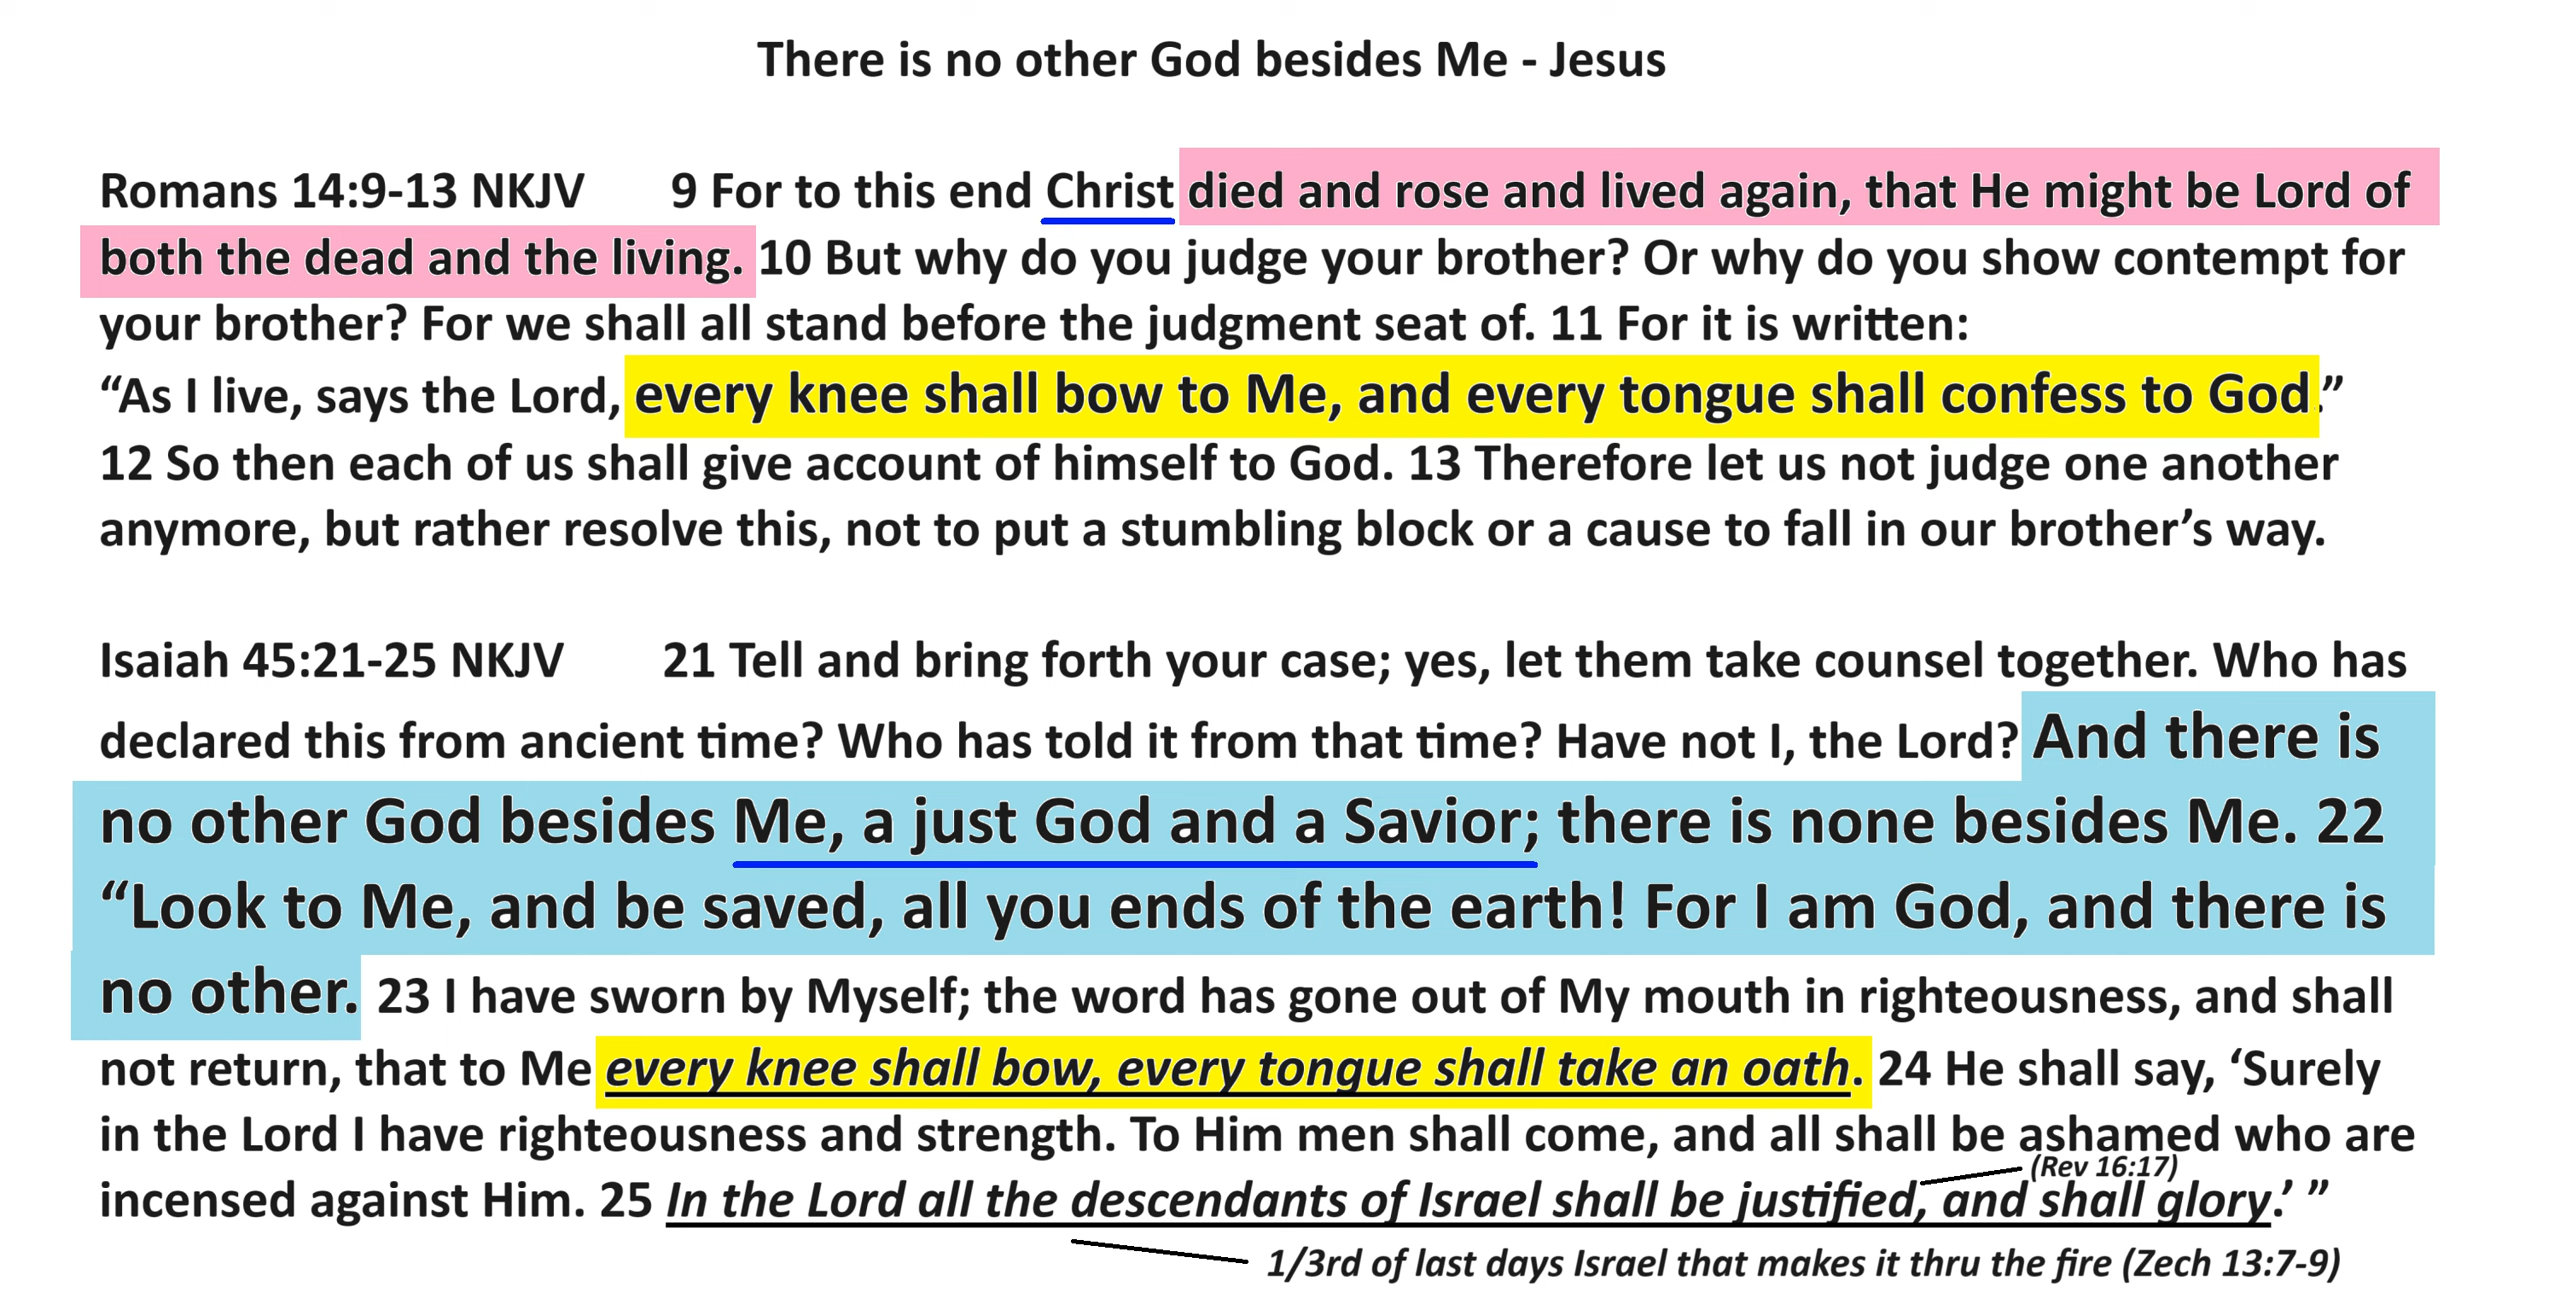 There is no other God besides Me - Jesus
Romans 14:9-13 NKJV 9 For to this end Christ died and rose and lived again, that He might be Lord of
both the dead and the living. 10 But why do you judge your brother? Or why do you show contempt for
your brother? For we shall all stand before the judgment seat of. 11 For it is written:
“As I live, says the Lord, every knee shall bow to Me, and every tongue shall confess to God.”
12 So then each of us shall give account of himself to God. 13 Therefore let us not judge one another
anymore, but rather resolve this, not to put a stumbling block or a cause to fall in our brother’s way.
Isaiah 45:21-25 NKJV 21 Tell and bring forth your case; yes, let them take counsel together. Who has
declared this from ancient time? Who has told it from that time? Have not I, the Lord? And there is
no other God besides Me, a just God and a Savior; there is none besides Me. 22
“Look to Me, and be saved, all you ends of the earth! For I am God, and there is
no other. 23 I have sworn by Myself; the word has gone out of My mouth in righteousness, and shall
not return, that to Me every knee shall bow, every tongue shall take an oath. 24 He shall say, ‘Surely
in the Lord I have righteousness and strength. To Him men shall come, and all shall be ashamed who are
(Rev 16:17)
incensed against Him. 25 In the Lord all the descendants of Israel shall be justified, and shall glory.’ ”
1/3rd of last days Israel that makes it thru the fire (Zech 13:7-9)